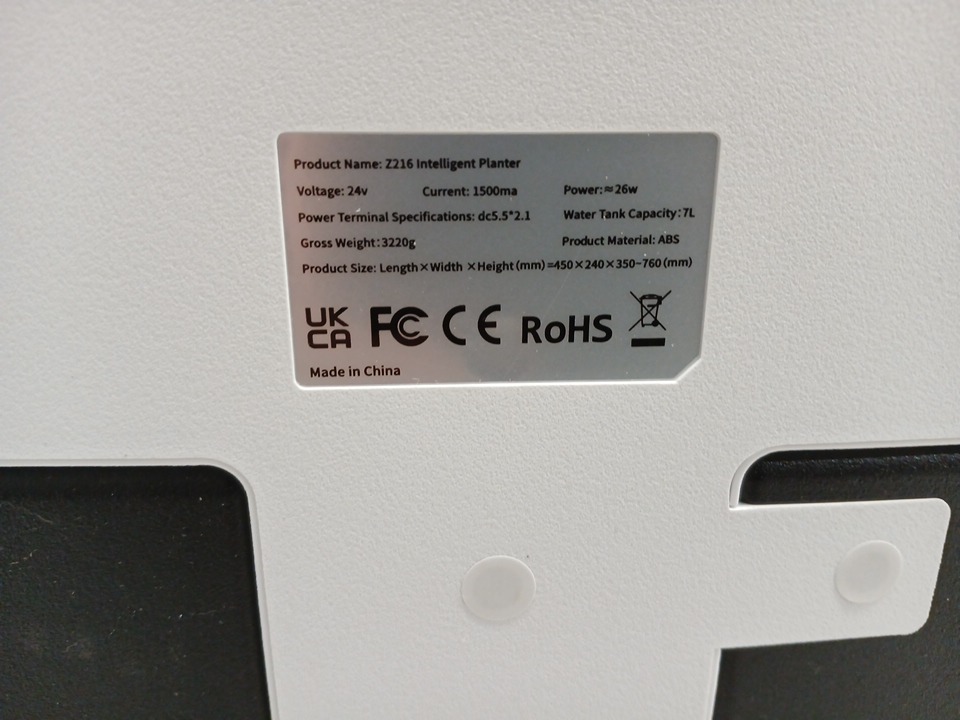 Product Name: Z216 Intelligent Planter
Voltage: 24v Current: 1500ma Power:≈26w
Power Terminal Specifications: dc5.5*2.1 Water Tank Capacity:7L
Gross Weight:3220g Product Material: ABS
Product Size: Length×Width ×Height(mm)=450×240×350-760(mm)
UK
CA FC CE RoHS
Made in China